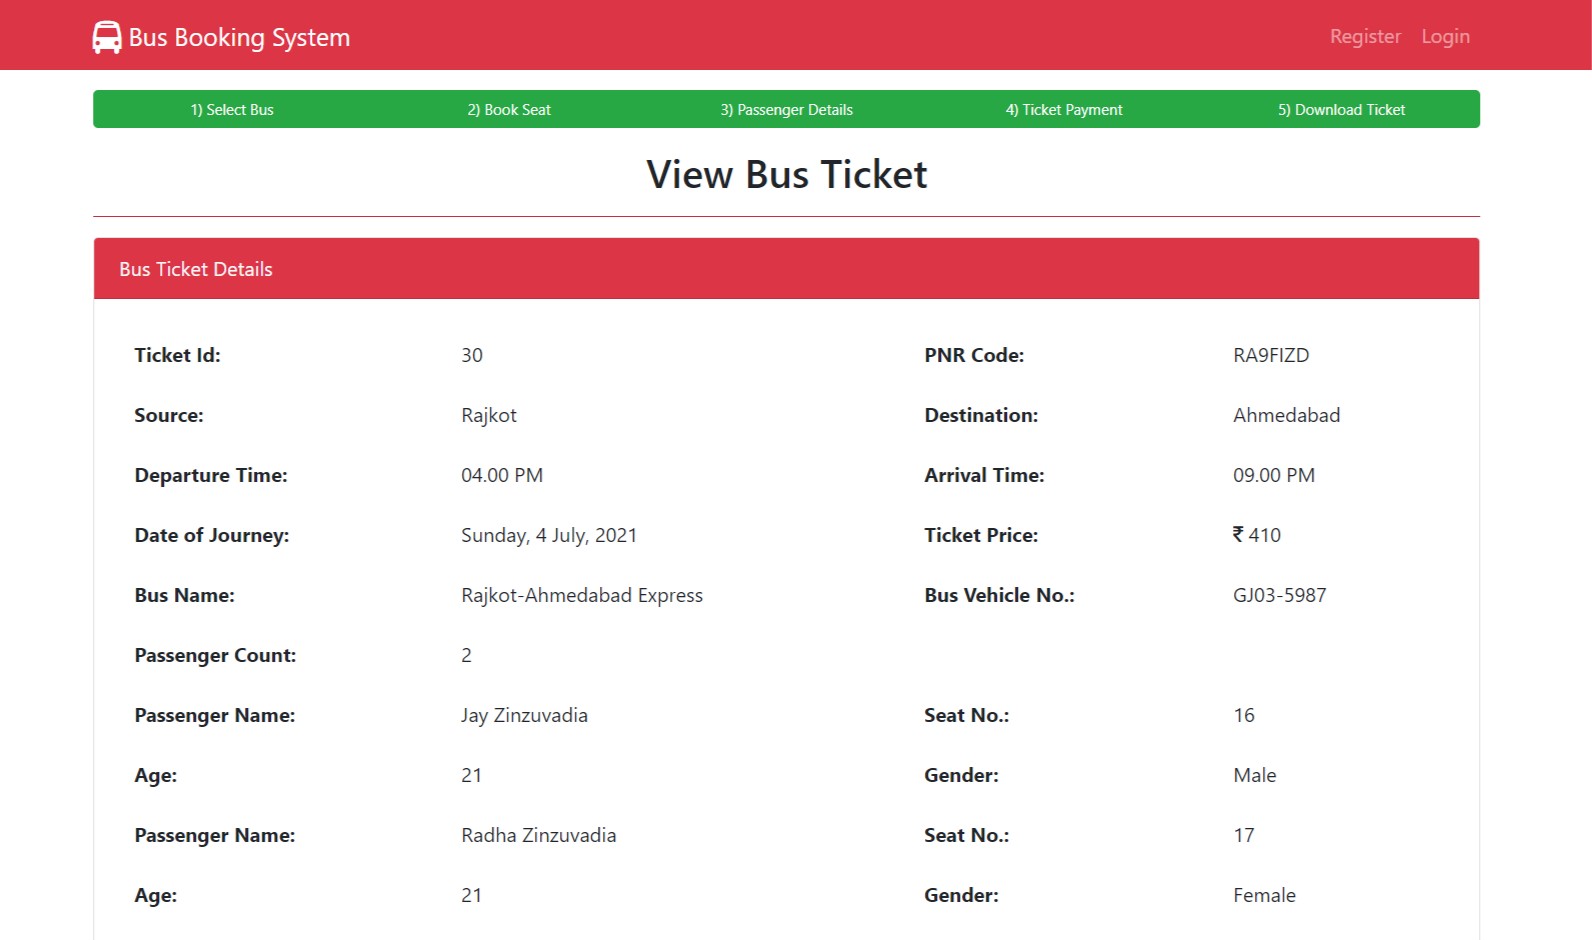 Bus Booking System Register Login
1) Select Bus 2) Book Seat 3) Passenger Details 4) Ticket Payment 5) Download Ticket
View Bus Ticket
Bus Ticket Details
Ticket Id: 30 PNR Code: RA9FIZD
Source: Rajkot Destination: Ahmedabad
Departure Time: 04.00 PM Arrival Time: 09.00 PM
Date of Journey: Sunday, 4 July, 2021 Ticket Price: ₹ 410
Bus Name: Rajkot-Ahmedabad Express Bus Vehicle No.: GJ03-5987
Passenger Count: 2
Passenger Name: Jay Zinzuvadia Seat No.: 16
Age: 21 Gender: Male
Passenger Name: Radha Zinzuvadia Seat No.: 17
Age: 21 Gender: Female